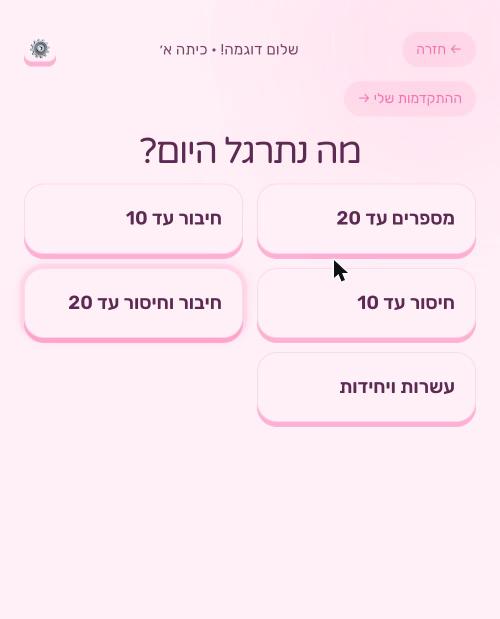 ← חזרה
שלום דוגמה! • כיתה א׳
ההתקדמות שלי →
מה נתרגל היום?
מספרים עד 20
חיבור עד 10
חיסור עד 10
חיבור וחיסור עד 20
עשרות ויחידות